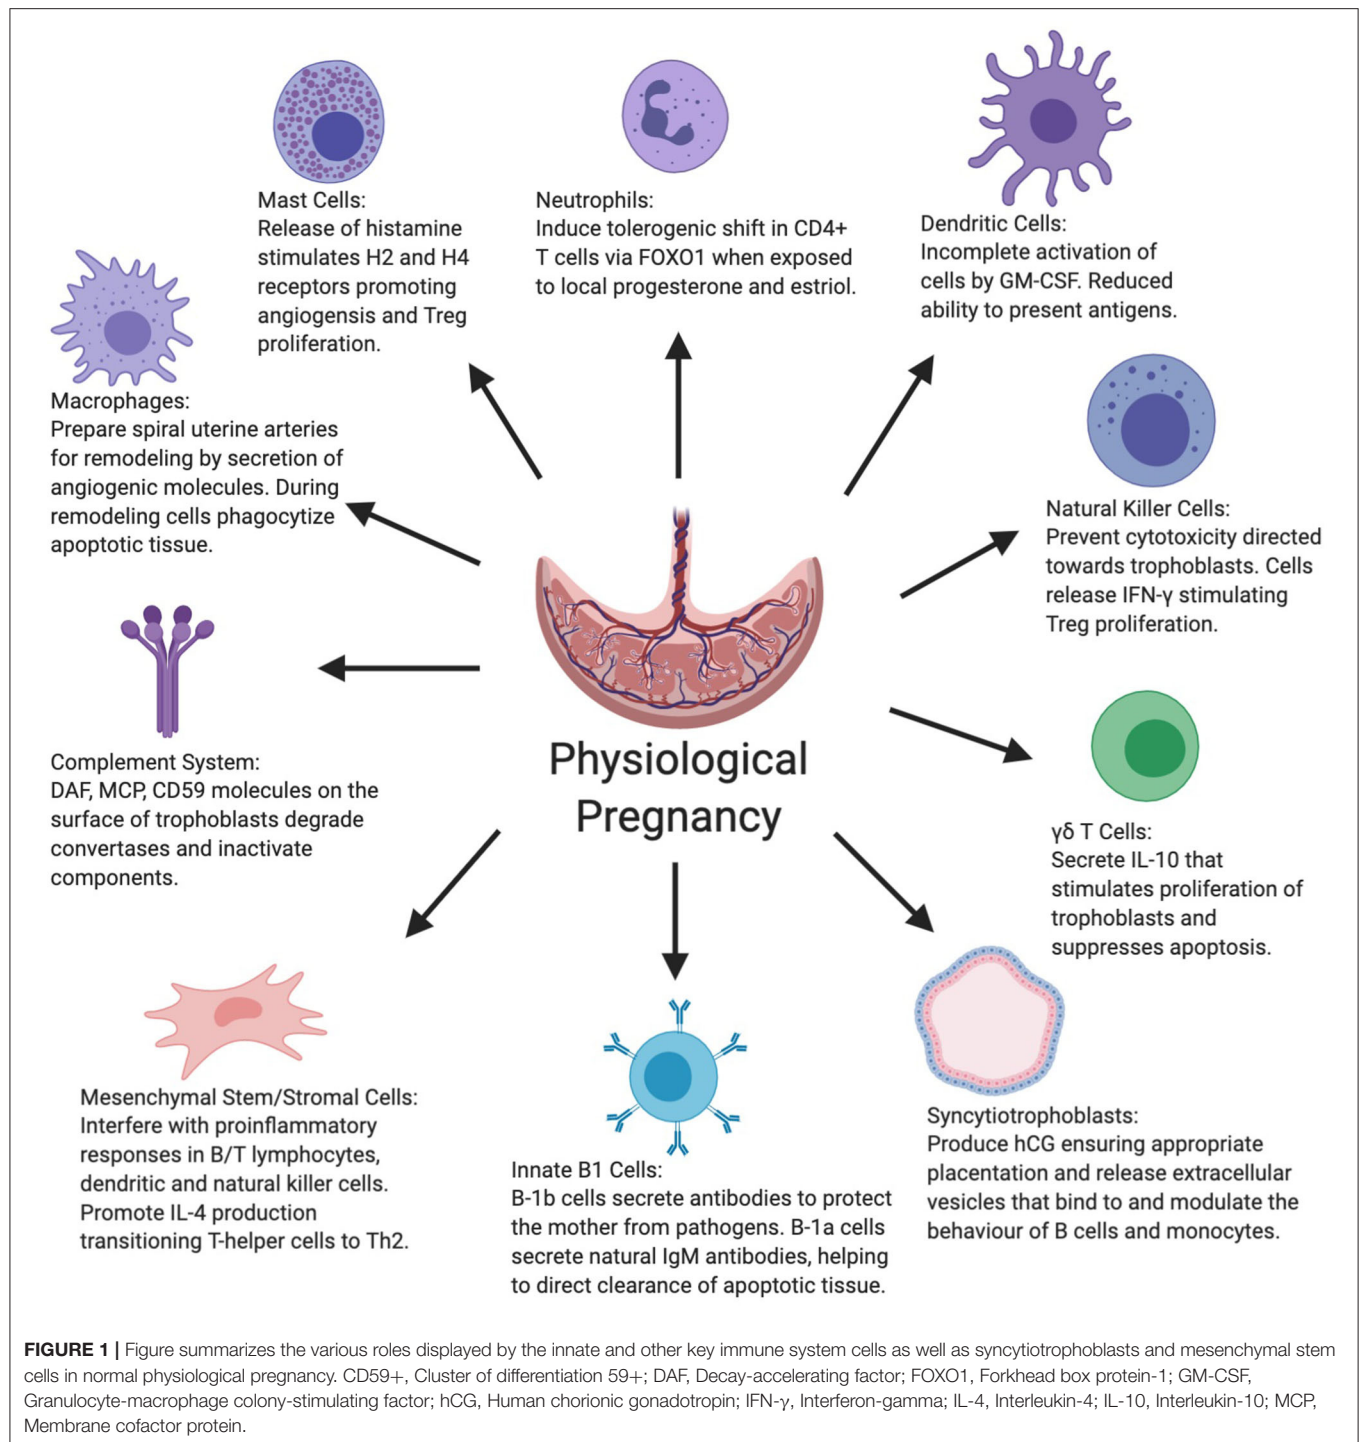 Mast Cells:
Release of histamine
stimulates H2 and H4
receptors promoting
angiogensis and Treg
proliferation.
Neutrophils:
Induce tolerogenic shift in CD4+
T cells via FOXO1 when exposed
to local progesterone and estriol.
Dendritic Cells:
Incomplete activation of
cells by GM-CSF. Reduced
ability to present antigens.
Macrophages:
Prepare spiral uterine arteries
for remodeling by secretion of
angiogenic molecules. During
remodeling cells phagocytize
apoptotic tissue.
Natural Killer Cells:
Prevent cytotoxicity directed
towards trophoblasts. Cells
release IFN-γ stimulating
Treg proliferation.
Complement System:
DAF, MCP, CD59 molecules on the
surface of trophoblasts degrade
convertases and inactivate
components.
Physiological
Pregnancy
γδ T Cells:
Secrete IL-10 that
stimulates proliferation of
trophoblasts and
suppresses apoptosis.
Mesenchymal Stem/Stromal Cells:
Interfere with proinflammatory
responses in B/T lymphocytes,
dendritic and natural killer cells.
Promote IL-4 production
transitioning T-helper cells to Th2.
Innate B1 Cells:
B-1b cells secrete antibodies to protect
the mother from pathogens. B-1a cells
secrete natural IgM antibodies, helping
to direct clearance of apoptotic tissue.
Syncytiotrophoblasts:
Produce hCG ensuring appropriate
placentation and release extracellular
vesicles that bind to and modulate the
behaviour of B cells and monocytes.
FIGURE 1 | Figure summarizes the various roles displayed by the innate and other key immune system cells as well as syncytiotrophoblasts and mesenchymal stem
cells in normal physiological pregnancy. CD59+, Cluster of differentiation 59+; DAF, Decay-accelerating factor; FOXO1, Forkhead box protein-1; GM-CSF,
Granulocyte-macrophage colony-stimulating factor; hCG, Human chorionic gonadotropin; IFN-γ, Interferon-gamma; IL-4, Interleukin-4; IL-10, Interleukin-10; MCP,
Membrane cofactor protein.